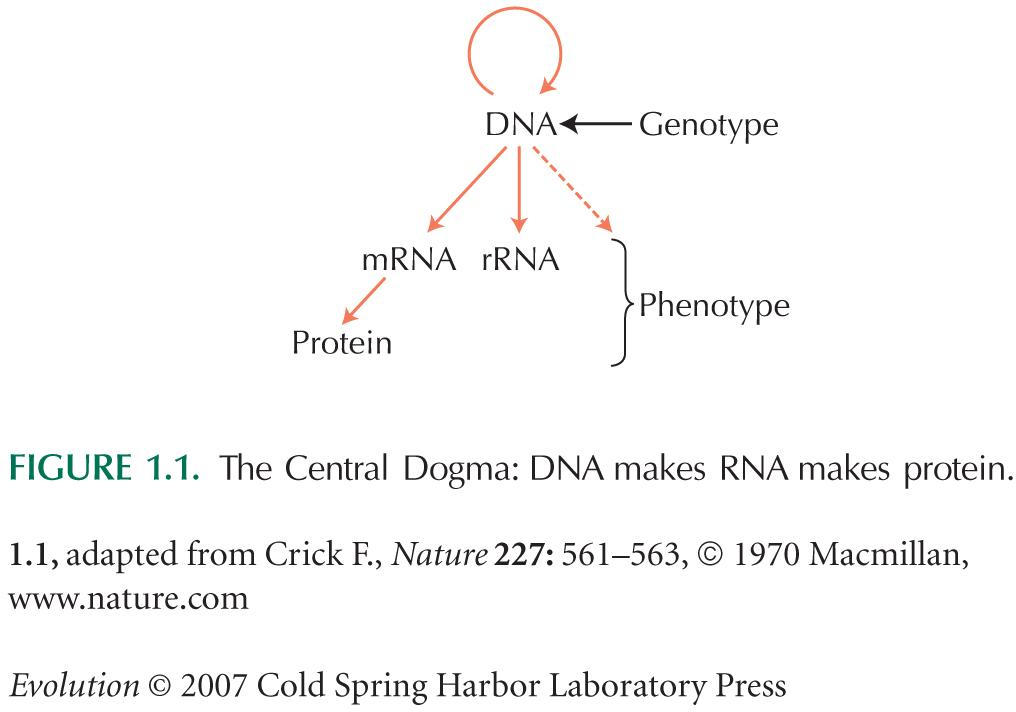 DNA Genotype
mRNA rRNA
Phenotype
Protein
FIGURE 1.1. The Central Dogma: DNA makes RNA makes protein.
1.1, adapted from Crick F., Nature 227: 561–563, © 1970 Macmillan,
www.nature.com
Evolution © 2007 Cold Spring Harbor Laboratory Press